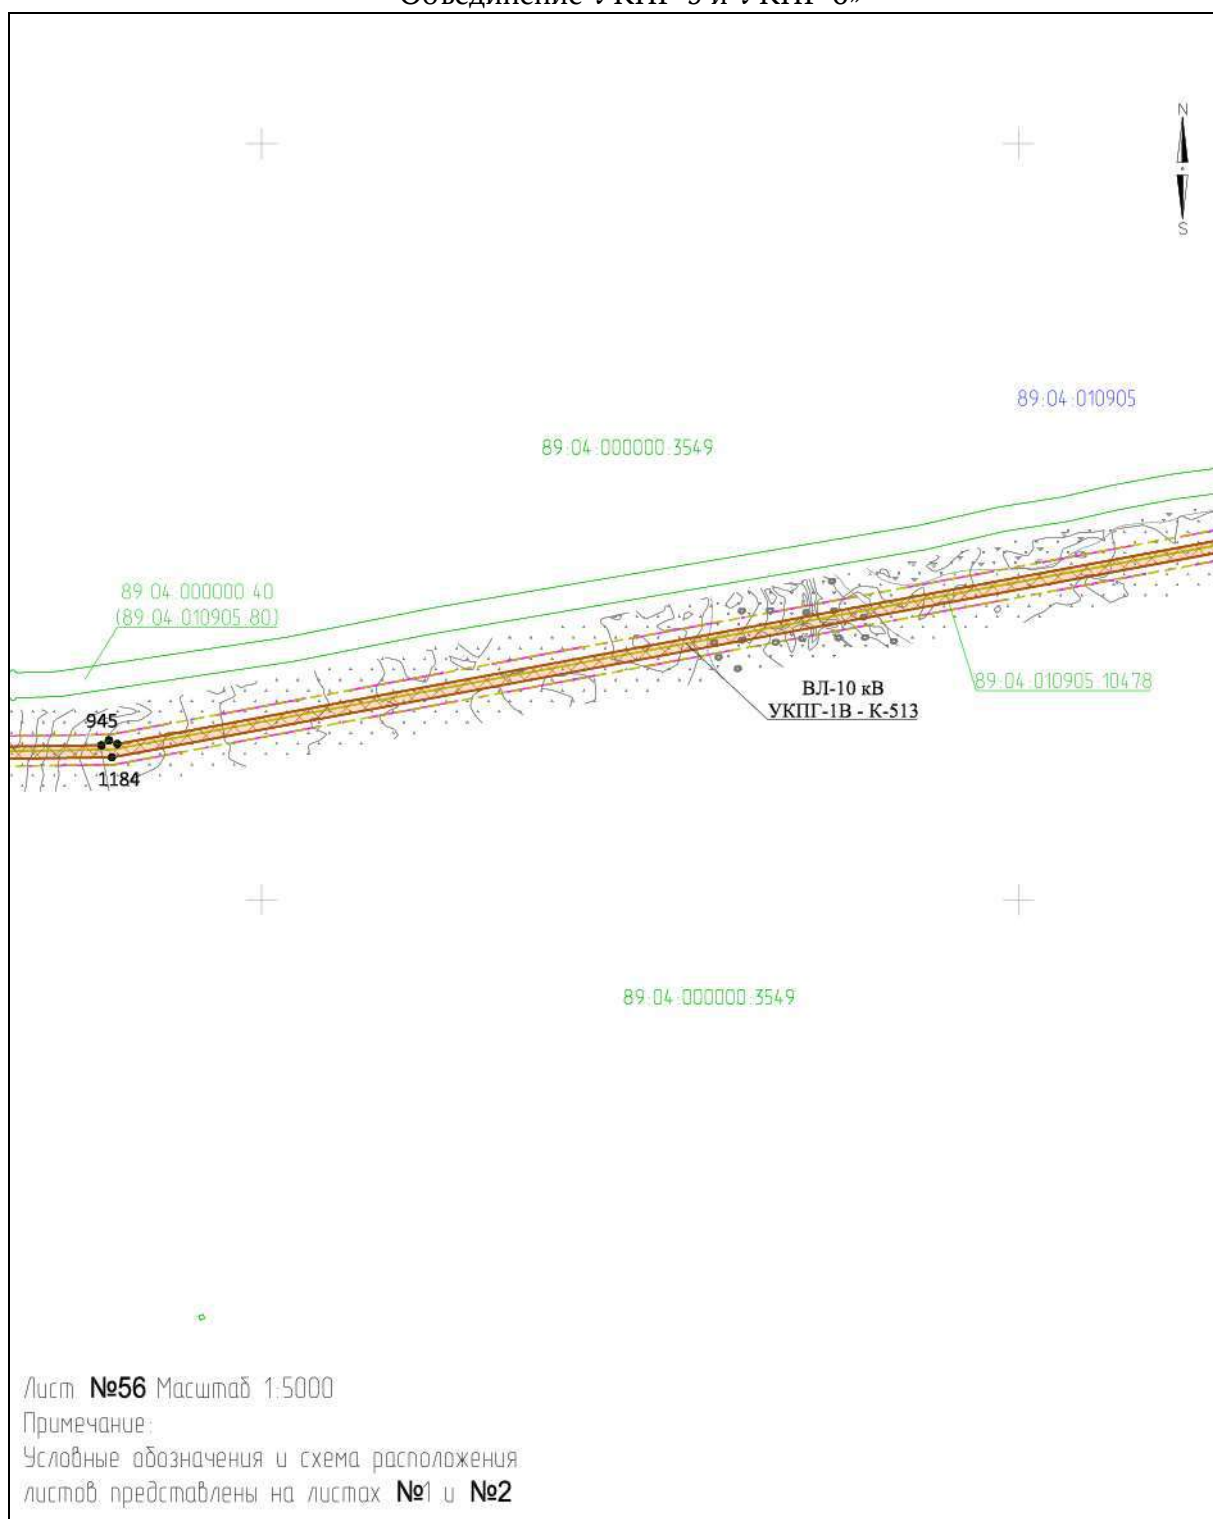 Объединение УКПГ-5 и УКПГ-6»
N
S
89:04:010905
89:04:000000:3549
89:04:000000:40
(89:04:010905:80)
945
1184
ВЛ-10 кВ
УКПГ-1В - К-513
89:04:010905:10478
89:04:000000:3549
Лист №56 Масштаб 1:5000
Примечание:
Условные обозначения и схема расположения
листов представлены на листах №1 и №2